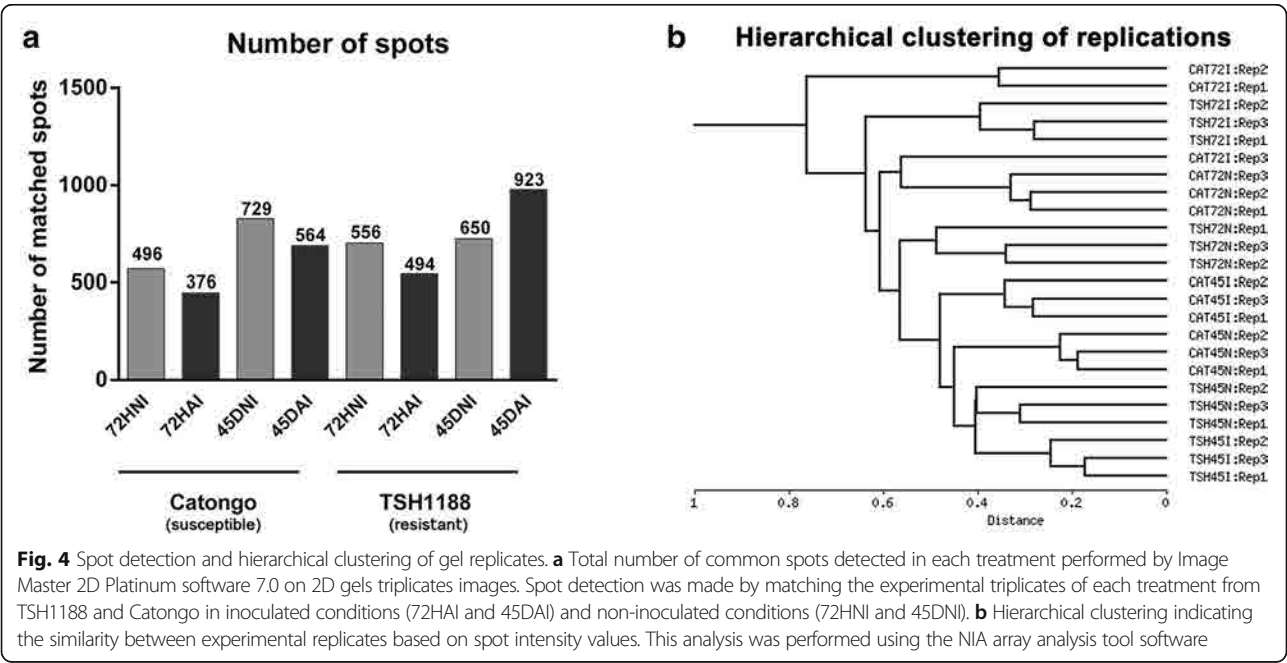 a
Number of spots
Number of matched spots
1500
1000
500
0
496
376
729
564
556
494
650
923
72HNI
72HAI
45DNI
45DAI
72HNI
72HAI
45DNI
45DAI
Catongo
(susceptible)
TSH1188
(resistant)
b
Hierarchical clustering of replications
CAT72I:Rep2
CAT72I:Rep1
TSH72I:Rep2
TSH72I:Rep3
TSH72I:Rep1
CAT72I:Rep3
CAT72N:Rep3
CAT72N:Rep2
CAT72N:Rep1
TSH72N:Rep1
TSH72N:Rep3
TSH72N:Rep2
CAT45I:Rep2
CAT45I:Rep3
CAT45I:Rep1
CAT45N:Rep2
CAT45N:Rep3
CAT45N:Rep1
TSH45N:Rep2
TSH45N:Rep3
TSH45N:Rep1
TSH45I:Rep2
TSH45I:Rep3
TSH45I:Rep1
1 0.8 0.6 0.4 0.2 0
Distance
Fig. 4 Spot detection and hierarchical clustering of gel replicates. a Total number of common spots detected in each treatment performed by Image
Master 2D Platinum software 7.0 on 2D gels triplicates images. Spot detection was made by matching the experimental triplicates of each treatment from
TSH1188 and Catongo in inoculated conditions (72HAI and 45DAI) and non-inoculated conditions (72HNI and 45DNI). b Hierarchical clustering indicating
the similarity between experimental replicates based on spot intensity values. This analysis was performed using the NIA array analysis tool software